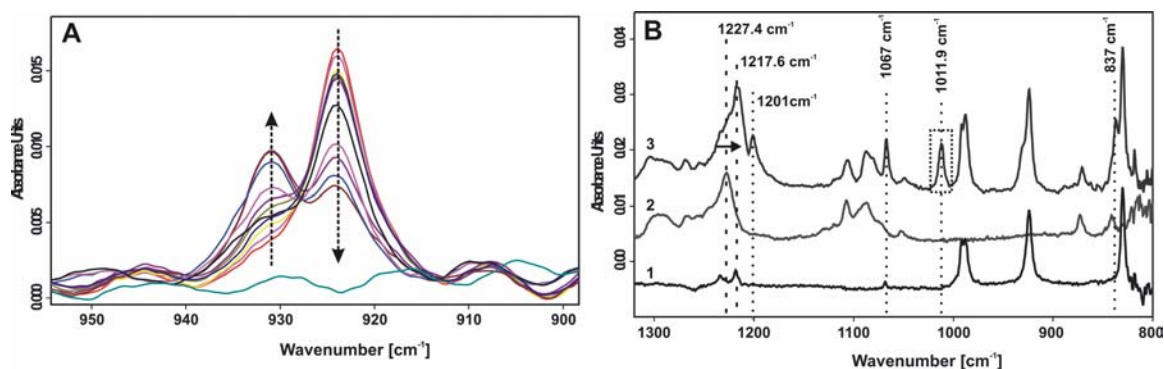 A
Absorbance Units
0.015
0.010
0.005
0.000
950
940
930
920
910
900
Wavenumber [cm⁻¹]
B
Absorbance Units
0.04
0.03
0.02
0.01
0.00
1227.4 cm⁻¹
1217.6 cm⁻¹
1201cm⁻¹
1067 cm⁻¹
1011.9 cm⁻¹
837 cm⁻¹
3
2
1
1300
1200
1100
1000
900
800
Wavenumber [cm⁻¹]